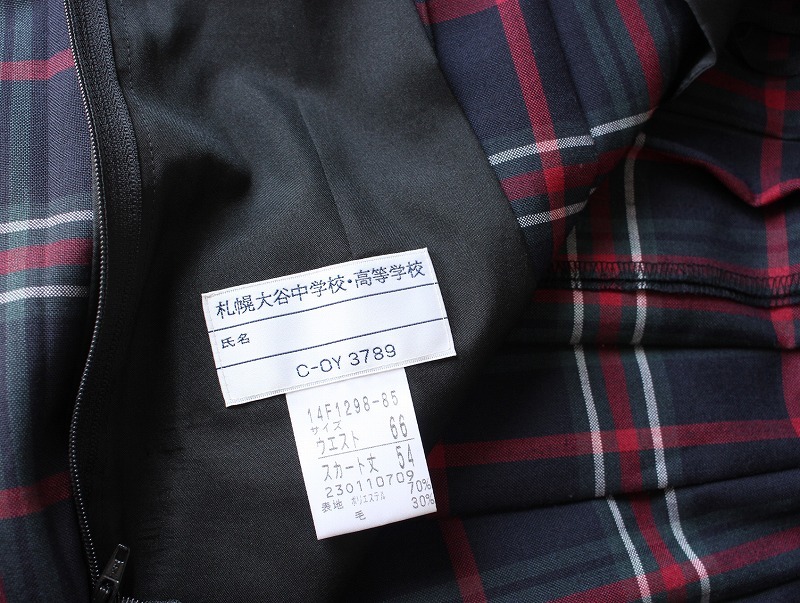 札幌大谷中学校・高等学校
氏名
C-OY 3789
14F1298-85
サイズ
ウエスト 66
スカート丈 54
230110709
表地 ポリエステル 70%
毛 30%